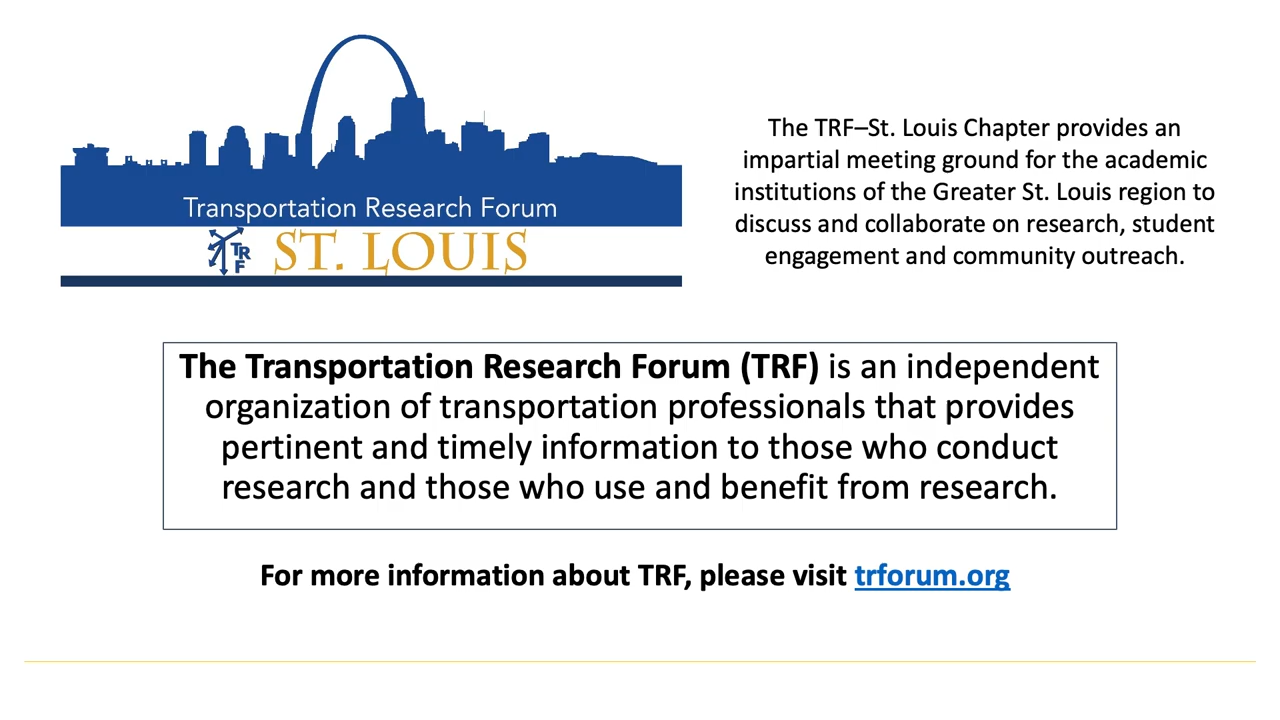 Transportation Research Forum
TRF
ST. LOUIS
The TRF–St. Louis Chapter provides an
impartial meeting ground for the academic
institutions of the Greater St. Louis region to
discuss and collaborate on research, student
engagement and community outreach.
The Transportation Research Forum (TRF) is an independent
organization of transportation professionals that provides
pertinent and timely information to those who conduct
research and those who use and benefit from research.
For more information about TRF, please visit trforum.org